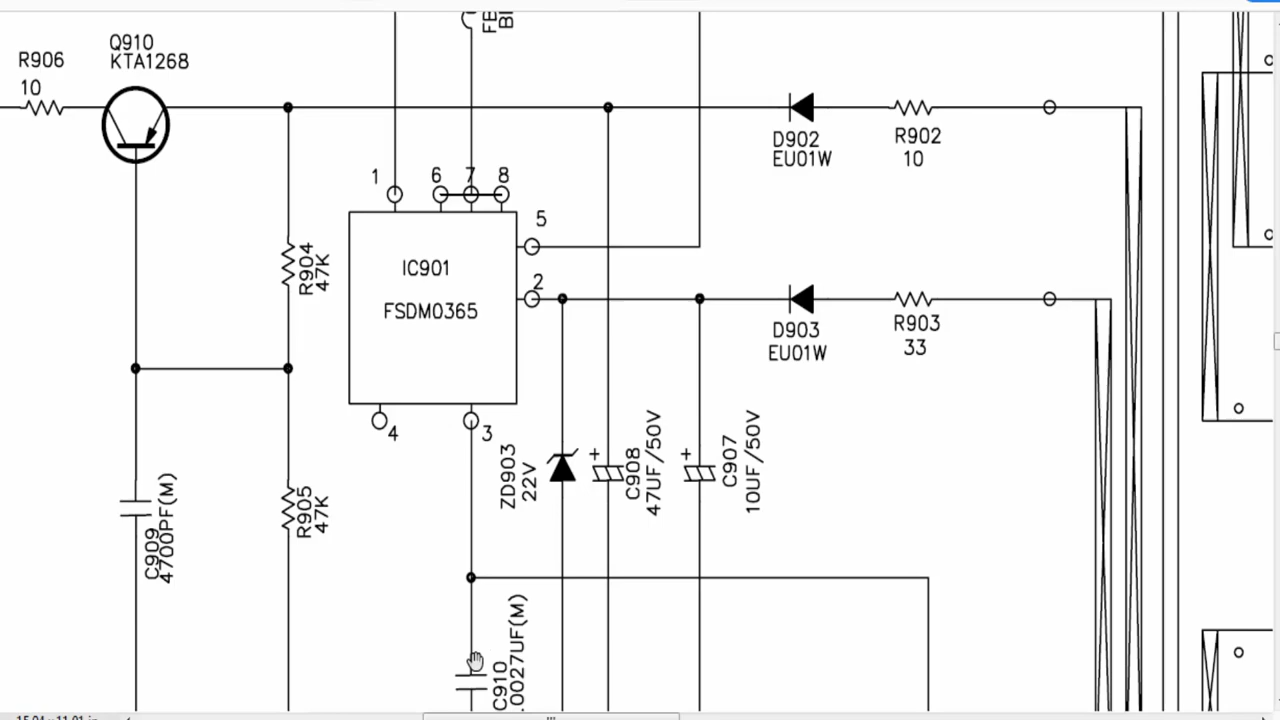 Q910
KTA1268
R906
10
D902
EU01W
R902
10
1
6
7
8
5
IC901
FSDM0365
2
R904
47K
D903
EU01W
R903
33
4
3
ZD903
22V
+
C908
47UF/50V
+
C907
10UF/50V
C909
4700PF(M)
R905
47K
C910
.0027UF(M)